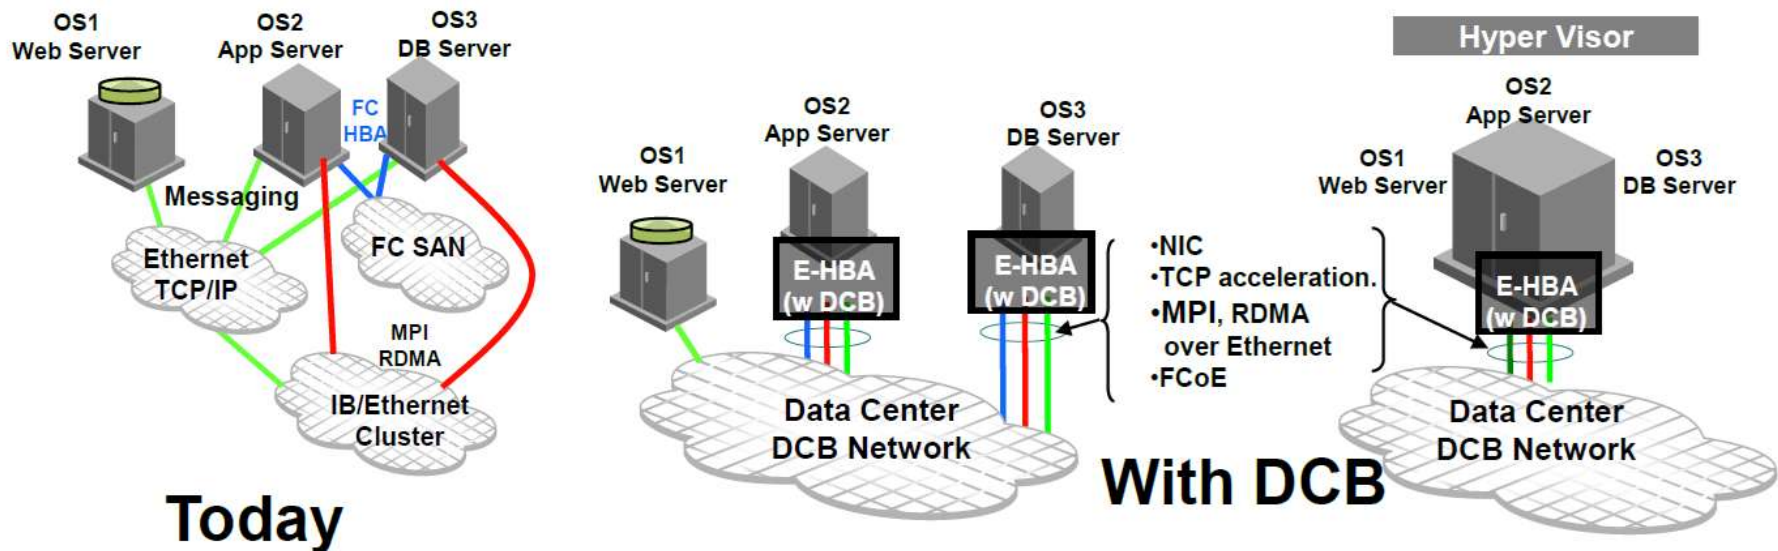 OS1
Web Server
OS2
App Server
OS3
DB Server
FC
HBA
Messaging
Ethernet
TCP/IP
FC SAN
MPI
RDMA
IB/Ethernet
Cluster
Today
OS1
Web Server
OS2
App Server
OS3
DB Server
E-HBA
(w DCB)
E-HBA
(w DCB)
Data Center
DCB Network
•NIC
•TCP acceleration.
•MPI, RDMA
over Ethernet
•FCoE
With DCB
Hyper Visor
OS2
App Server
OS1
Web Server
OS3
DB Server
E-HBA
(w DCB)
Data Center
DCB Network